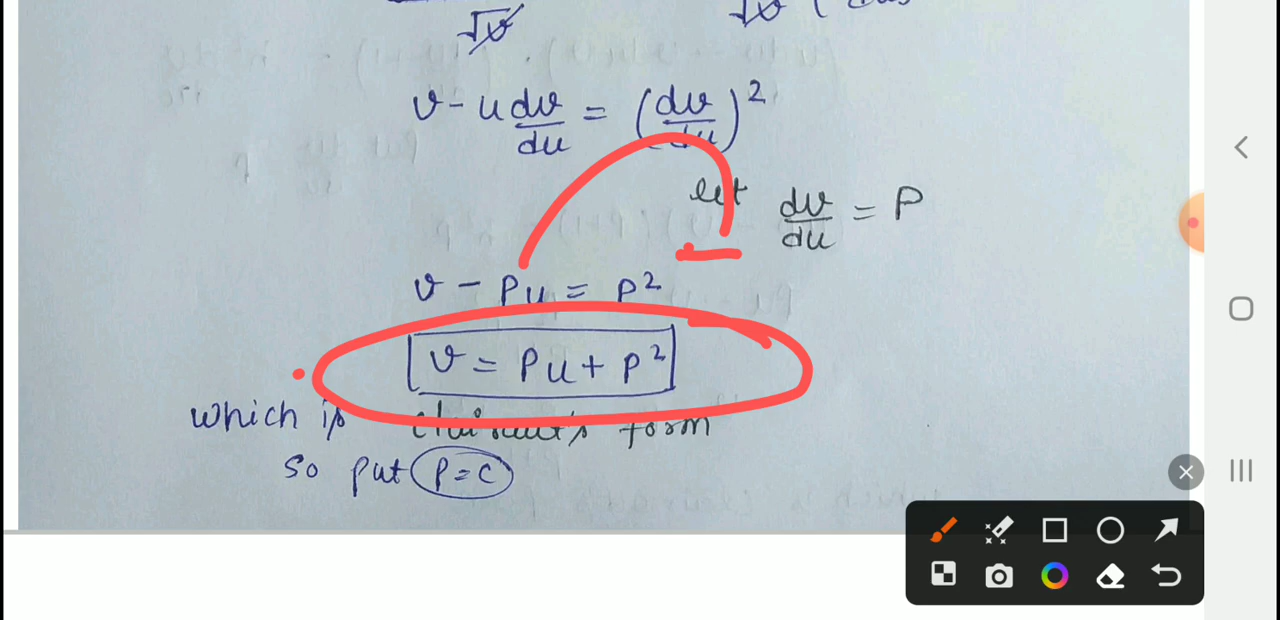 √v √v
v - u dv/du = (dv/du)²
let dv/du = P
v - Pu = P²
v = Pu + P²
which is Clairaut's form
so put P = C